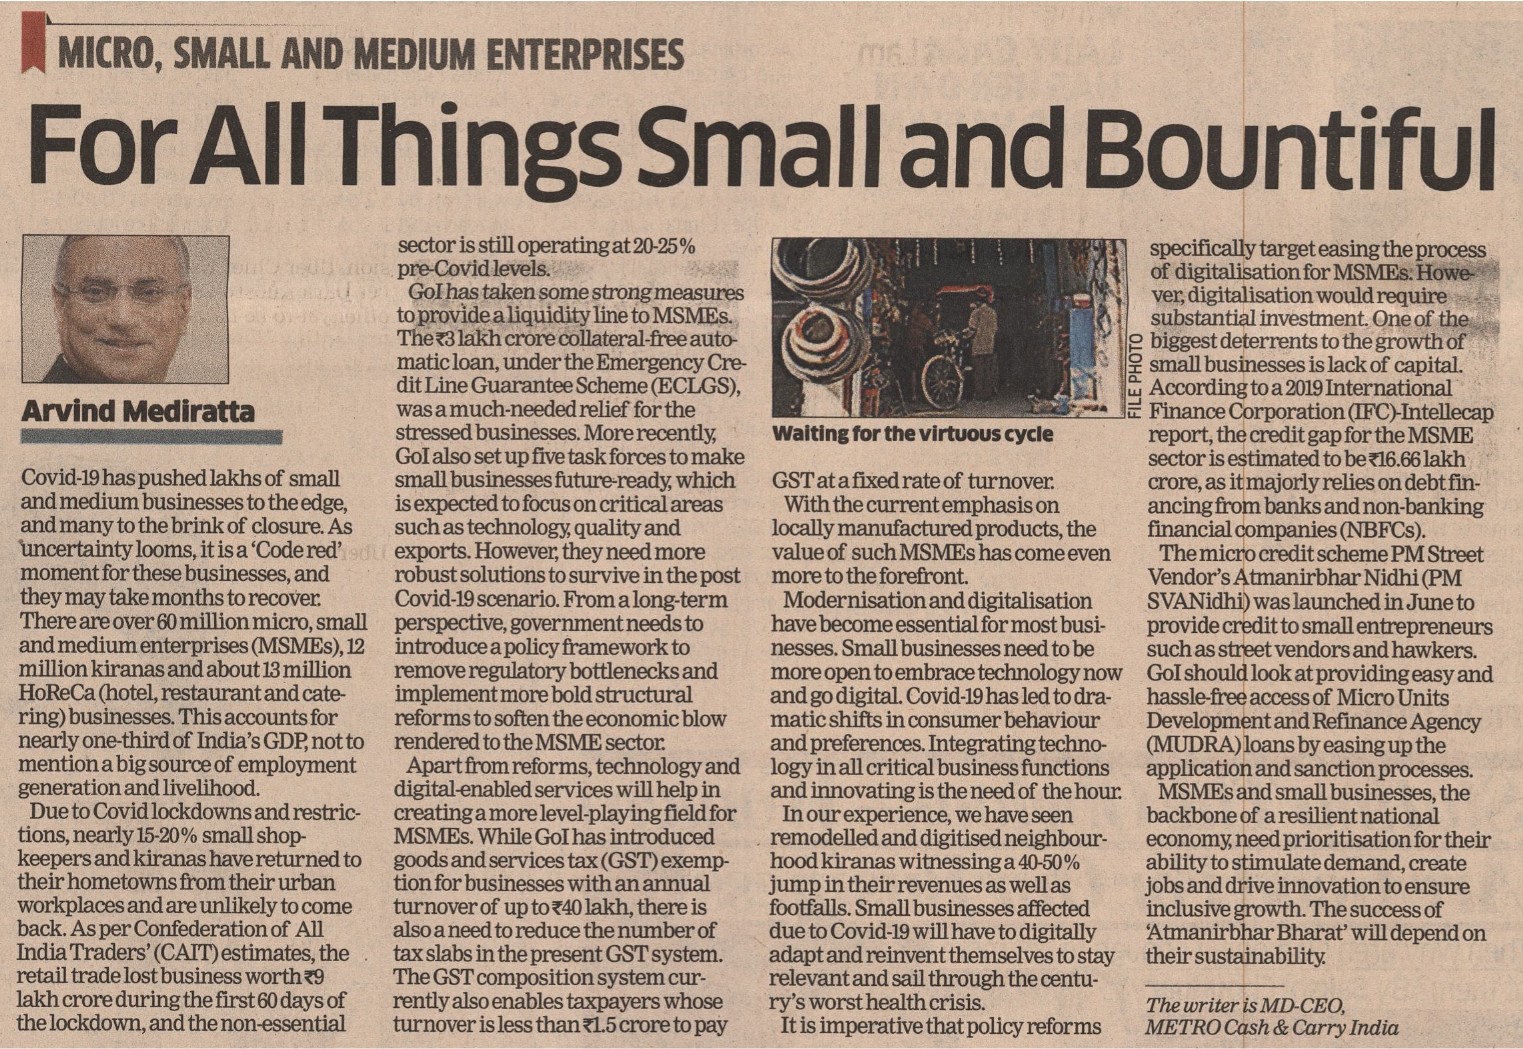 MICRO, SMALL AND MEDIUM ENTERPRISES
For All Things Small and Bountiful
Arvind Mediratta
Covid-19 has pushed lakhs of small
and medium businesses to the edge,
and many to the brink of closure. As
uncertainty looms, it is a ‘Code red’
moment for these businesses, and
they may take months to recover.
There are over 60 million micro, small
and medium enterprises (MSMEs), 12
million kiranas and about 13 million
HoReCa (hotel, restaurant and cate-
ring) businesses. This accounts for
nearly one-third of India’s GDP, not to
mention a big source of employment
generation and livelihood.
Due to Covid lockdowns and restric-
tions, nearly 15-20% small shop-
keepers and kiranas have returned to
their hometowns from their urban
workplaces and are unlikely to come
back. As per Confederation of All
India Traders’ (CAIT) estimates, the
retail trade lost business worth ₹9
lakh crore during the first 60 days of
the lockdown, and the non-essential
sector is still operating at 20-25%
pre-Covid levels.
GoI has taken some strong measures
to provide a liquidity line to MSMEs.
The ₹3 lakh crore collateral-free auto-
matic loan, under the Emergency Cre-
dit Line Guarantee Scheme (ECLGS),
was a much-needed relief for the
stressed businesses. More recently,
GoI also set up five task forces to make
small businesses future-ready, which
is expected to focus on critical areas
such as technology, quality and
exports. However, they need more
robust solutions to survive in the post
Covid-19 scenario. From a long-term
perspective, government needs to
introduce a policy framework to
remove regulatory bottlenecks and
implement more bold structural
reforms to soften the economic blow
rendered to the MSME sector.
Apart from reforms, technology and
digital-enabled services will help in
creating a more level-playing field for
MSMEs. While GoI has introduced
goods and services tax (GST) exemp-
tion for businesses with an annual
turnover of up to ₹40 lakh, there is
also a need to reduce the number of
tax slabs in the present GST system.
The GST composition system cur-
rently also enables taxpayers whose
turnover is less than ₹1.5 crore to pay
FILE PHOTO
Waiting for the virtuous cycle
GST at a fixed rate of turnover.
With the current emphasis on
locally manufactured products, the
value of such MSMEs has come even
more to the forefront.
Modernisation and digitalisation
have become essential for most busi-
nesses. Small businesses need to be
more open to embrace technology now
and go digital. Covid-19 has led to dra-
matic shifts in consumer behaviour
and preferences. Integrating techno-
logy in all critical business functions
and innovating is the need of the hour.
In our experience, we have seen
remodelled and digitised neighbour-
hood kiranas witnessing a 40-50%
jump in their revenues as well as
footfalls. Small businesses affected
due to Covid-19 will have to digitally
adapt and reinvent themselves to stay
relevant and sail through the centu-
ry’s worst health crisis.
It is imperative that policy reforms
specifically target easing the process
of digitalisation for MSMEs. Howe-
ver, digitalisation would require
substantial investment. One of the
biggest deterrents to the growth of
small businesses is lack of capital.
According to a 2019 International
Finance Corporation (IFC)-Intellecap
report, the credit gap for the MSME
sector is estimated to be ₹16.66 lakh
crore, as it majorly relies on debt fin-
ancing from banks and non-banking
financial companies (NBFCs).
The micro credit scheme PM Street
Vendor’s Atmanirbhar Nidhi (PM
SVANidhi) was launched in June to
provide credit to small entrepreneurs
such as street vendors and hawkers.
GoI should look at providing easy and
hassle-free access of Micro Units
Development and Refinance Agency
(MUDRA) loans by easing up the
application and sanction processes.
MSMEs and small businesses, the
backbone of a resilient national
economy, need prioritisation for their
ability to stimulate demand, create
jobs and drive innovation to ensure
inclusive growth. The success of
‘Atmanirbhar Bharat’ will depend on
their sustainability.
The writer is MD-CEO,
METRO Cash & Carry India